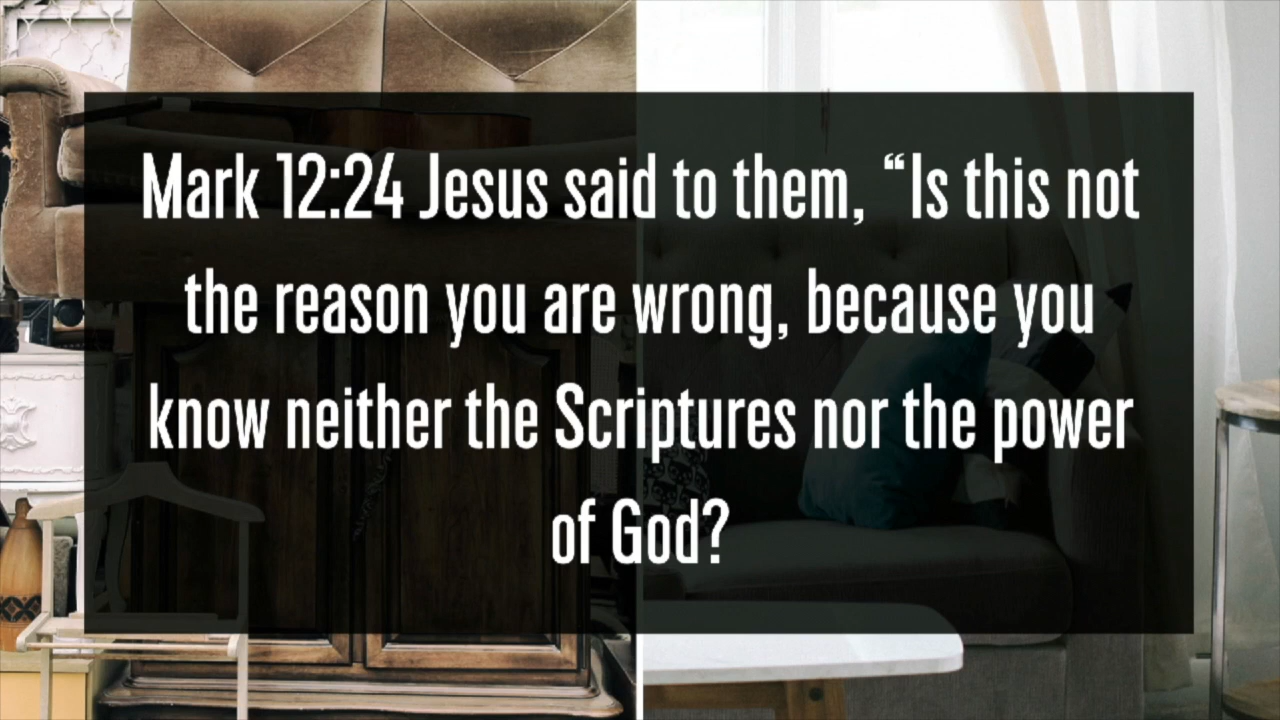 Mark 12:24 Jesus said to them, “Is this not
the reason you are wrong, because you
know neither the Scriptures nor the power
of God?